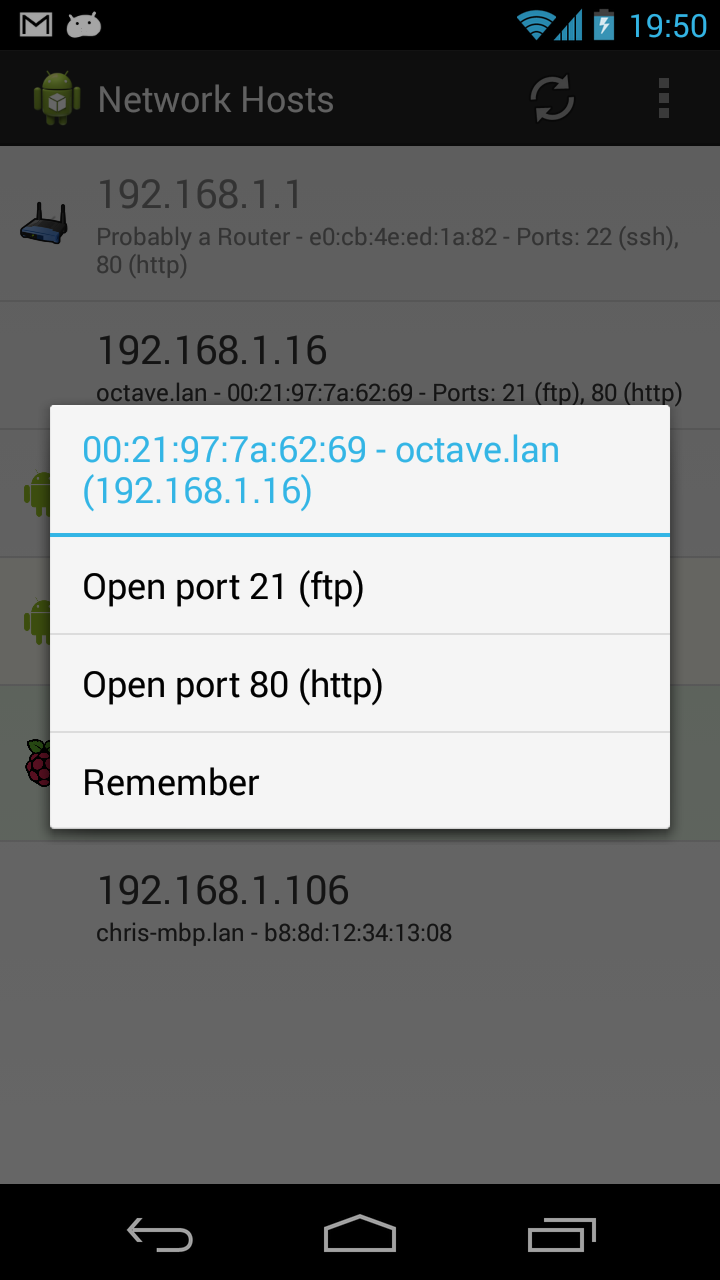 19:50
Network Hosts
192.168.1.1
Probably a Router - e0:cb:4e:ed:1a:82 - Ports: 22 (ssh),
80 (http)
192.168.1.16
octave.lan - 00:21:97:7a:62:69 - Ports: 21 (ftp), 80 (http)
00:21:97:7a:62:69 - octave.lan
(192.168.1.16)
Open port 21 (ftp)
Open port 80 (http)
Remember
192.168.1.106
chris-mbp.lan - b8:8d:12:34:13:08